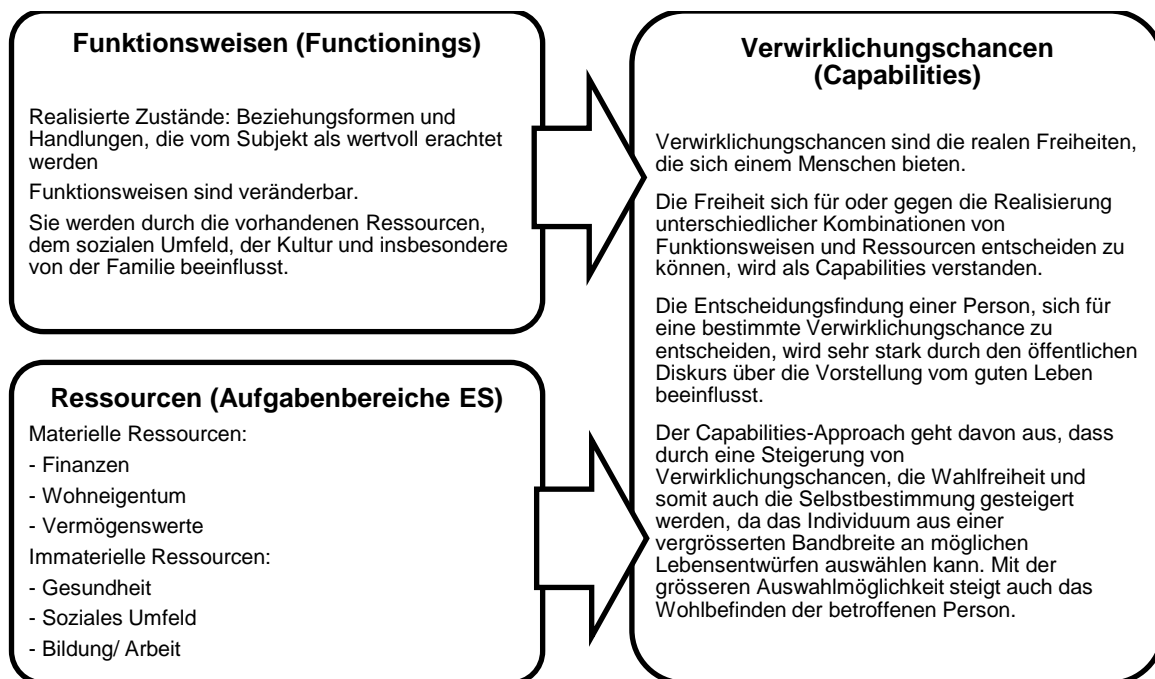 Funktionsweisen (Functionings)
Realisierte Zustände: Beziehungsformen und
Handlungen, die vom Subjekt als wertvoll erachtet
werden
Funktionsweisen sind veränderbar.
Sie werden durch die vorhandenen Ressourcen,
dem sozialen Umfeld, der Kultur und insbesondere
von der Familie beeinflusst.
Ressourcen (Aufgabenbereiche ES)
Materielle Ressourcen:
- Finanzen
- Wohneigentum
- Vermögenswerte
Immaterielle Ressourcen:
- Gesundheit
- Soziales Umfeld
- Bildung/ Arbeit
Verwirklichungschancen
(Capabilities)
Verwirklichungschancen sind die realen Freiheiten,
die sich einem Menschen bieten.
Die Freiheit sich für oder gegen die Realisierung
unterschiedlicher Kombinationen von
Funktionsweisen und Ressourcen entscheiden zu
können, wird als Capabilities verstanden.
Die Entscheidungsfindung einer Person, sich für
eine bestimmte Verwirklichungschance zu
entscheiden, wird sehr stark durch den öffentlichen
Diskurs über die Vorstellung vom guten Leben
beeinflusst.
Der Capabilities-Approach geht davon aus, dass
durch eine Steigerung von
Verwirklichungschancen, die Wahlfreiheit und
somit auch die Selbstbestimmung gesteigert
werden, da das Individuum aus einer
vergrösserten Bandbreite an möglichen
Lebensentwürfen auswählen kann. Mit der
grösseren Auswahlmöglichkeit steigt auch das
Wohlbefinden der betroffenen Person.